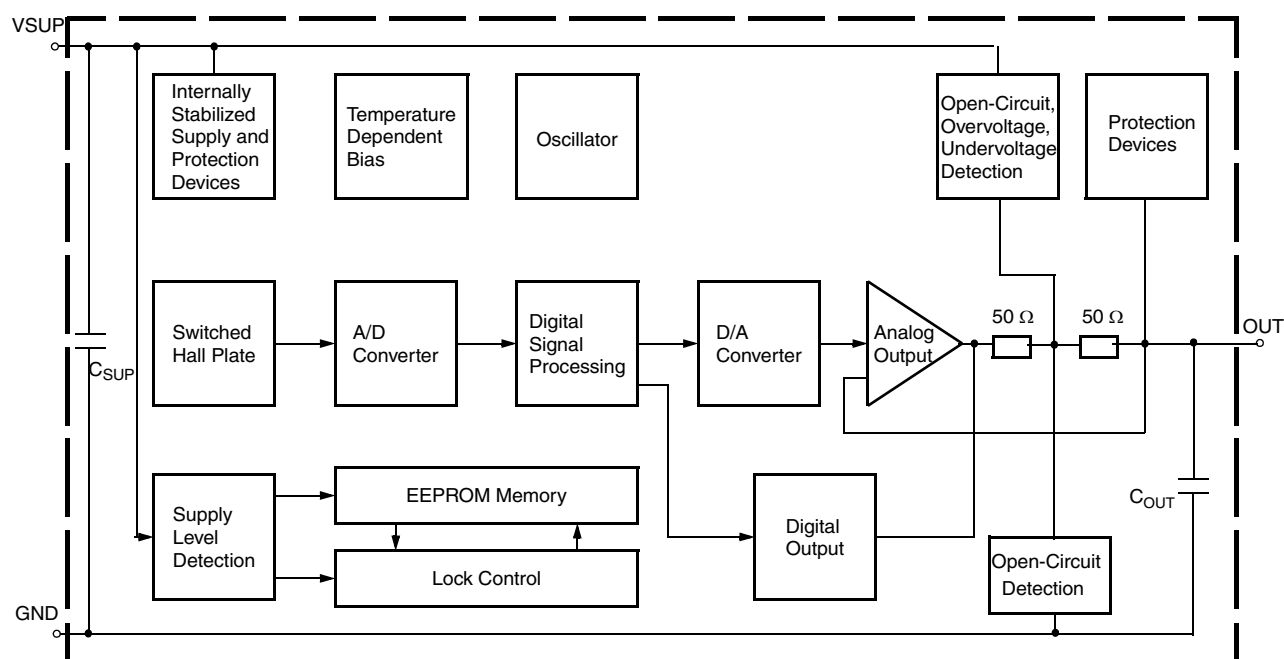 VSUP
Internally
Stabilized
Supply and
Protection
Devices
Temperature
Dependent
Bias
Oscillator
Open-Circuit,
Overvoltage,
Undervoltage
Detection
Protection
Devices
Switched
Hall Plate
A/D
Converter
Digital
Signal
Processing
D/A
Converter
Analog
Output
50 Ω
50 Ω
OUT
CSUP
Supply
Level
Detection
EEPROM Memory
Lock Control
Digital
Output
Open-Circuit
Detection
COUT
GND